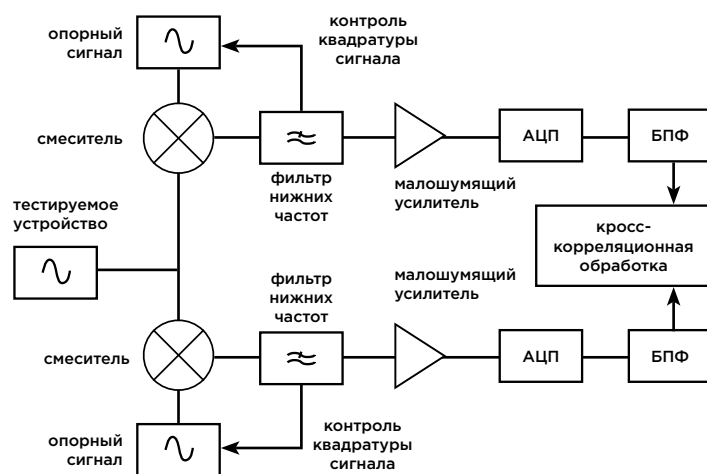 опорный
сигнал
контроль
квадратуры
сигнала
смеситель
АЦП
БПФ
фильтр
нижних
частот
малошумящий
усилитель
тестируемое
устройство
кросс-
корреляционная
обработка
фильтр
нижних
частот
малошумящий
усилитель
смеситель
АЦП
БПФ
опорный
сигнал
контроль
квадратуры
сигнала